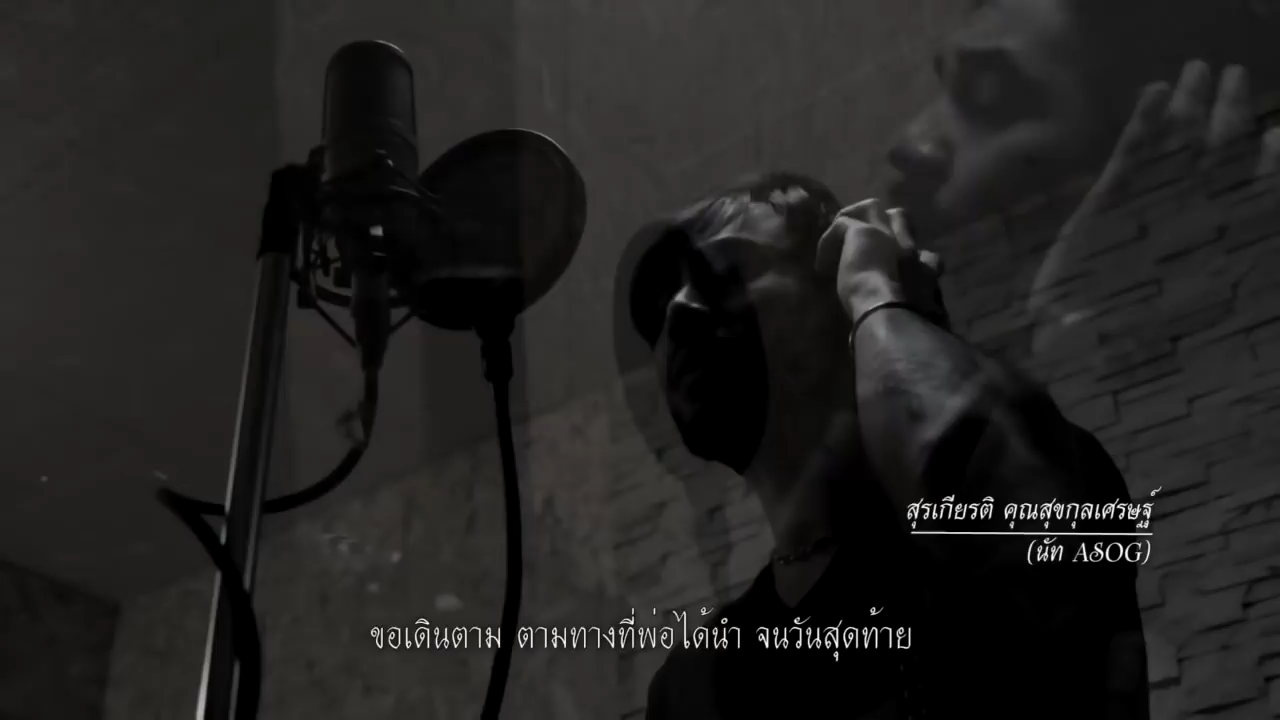 สุรเกียรติ คุณสุขกุลเศรษฐ์
(นัท ASOG)
ขอเดินตาม ตามทางที่พ่อได้นำ จนวันสุดท้าย